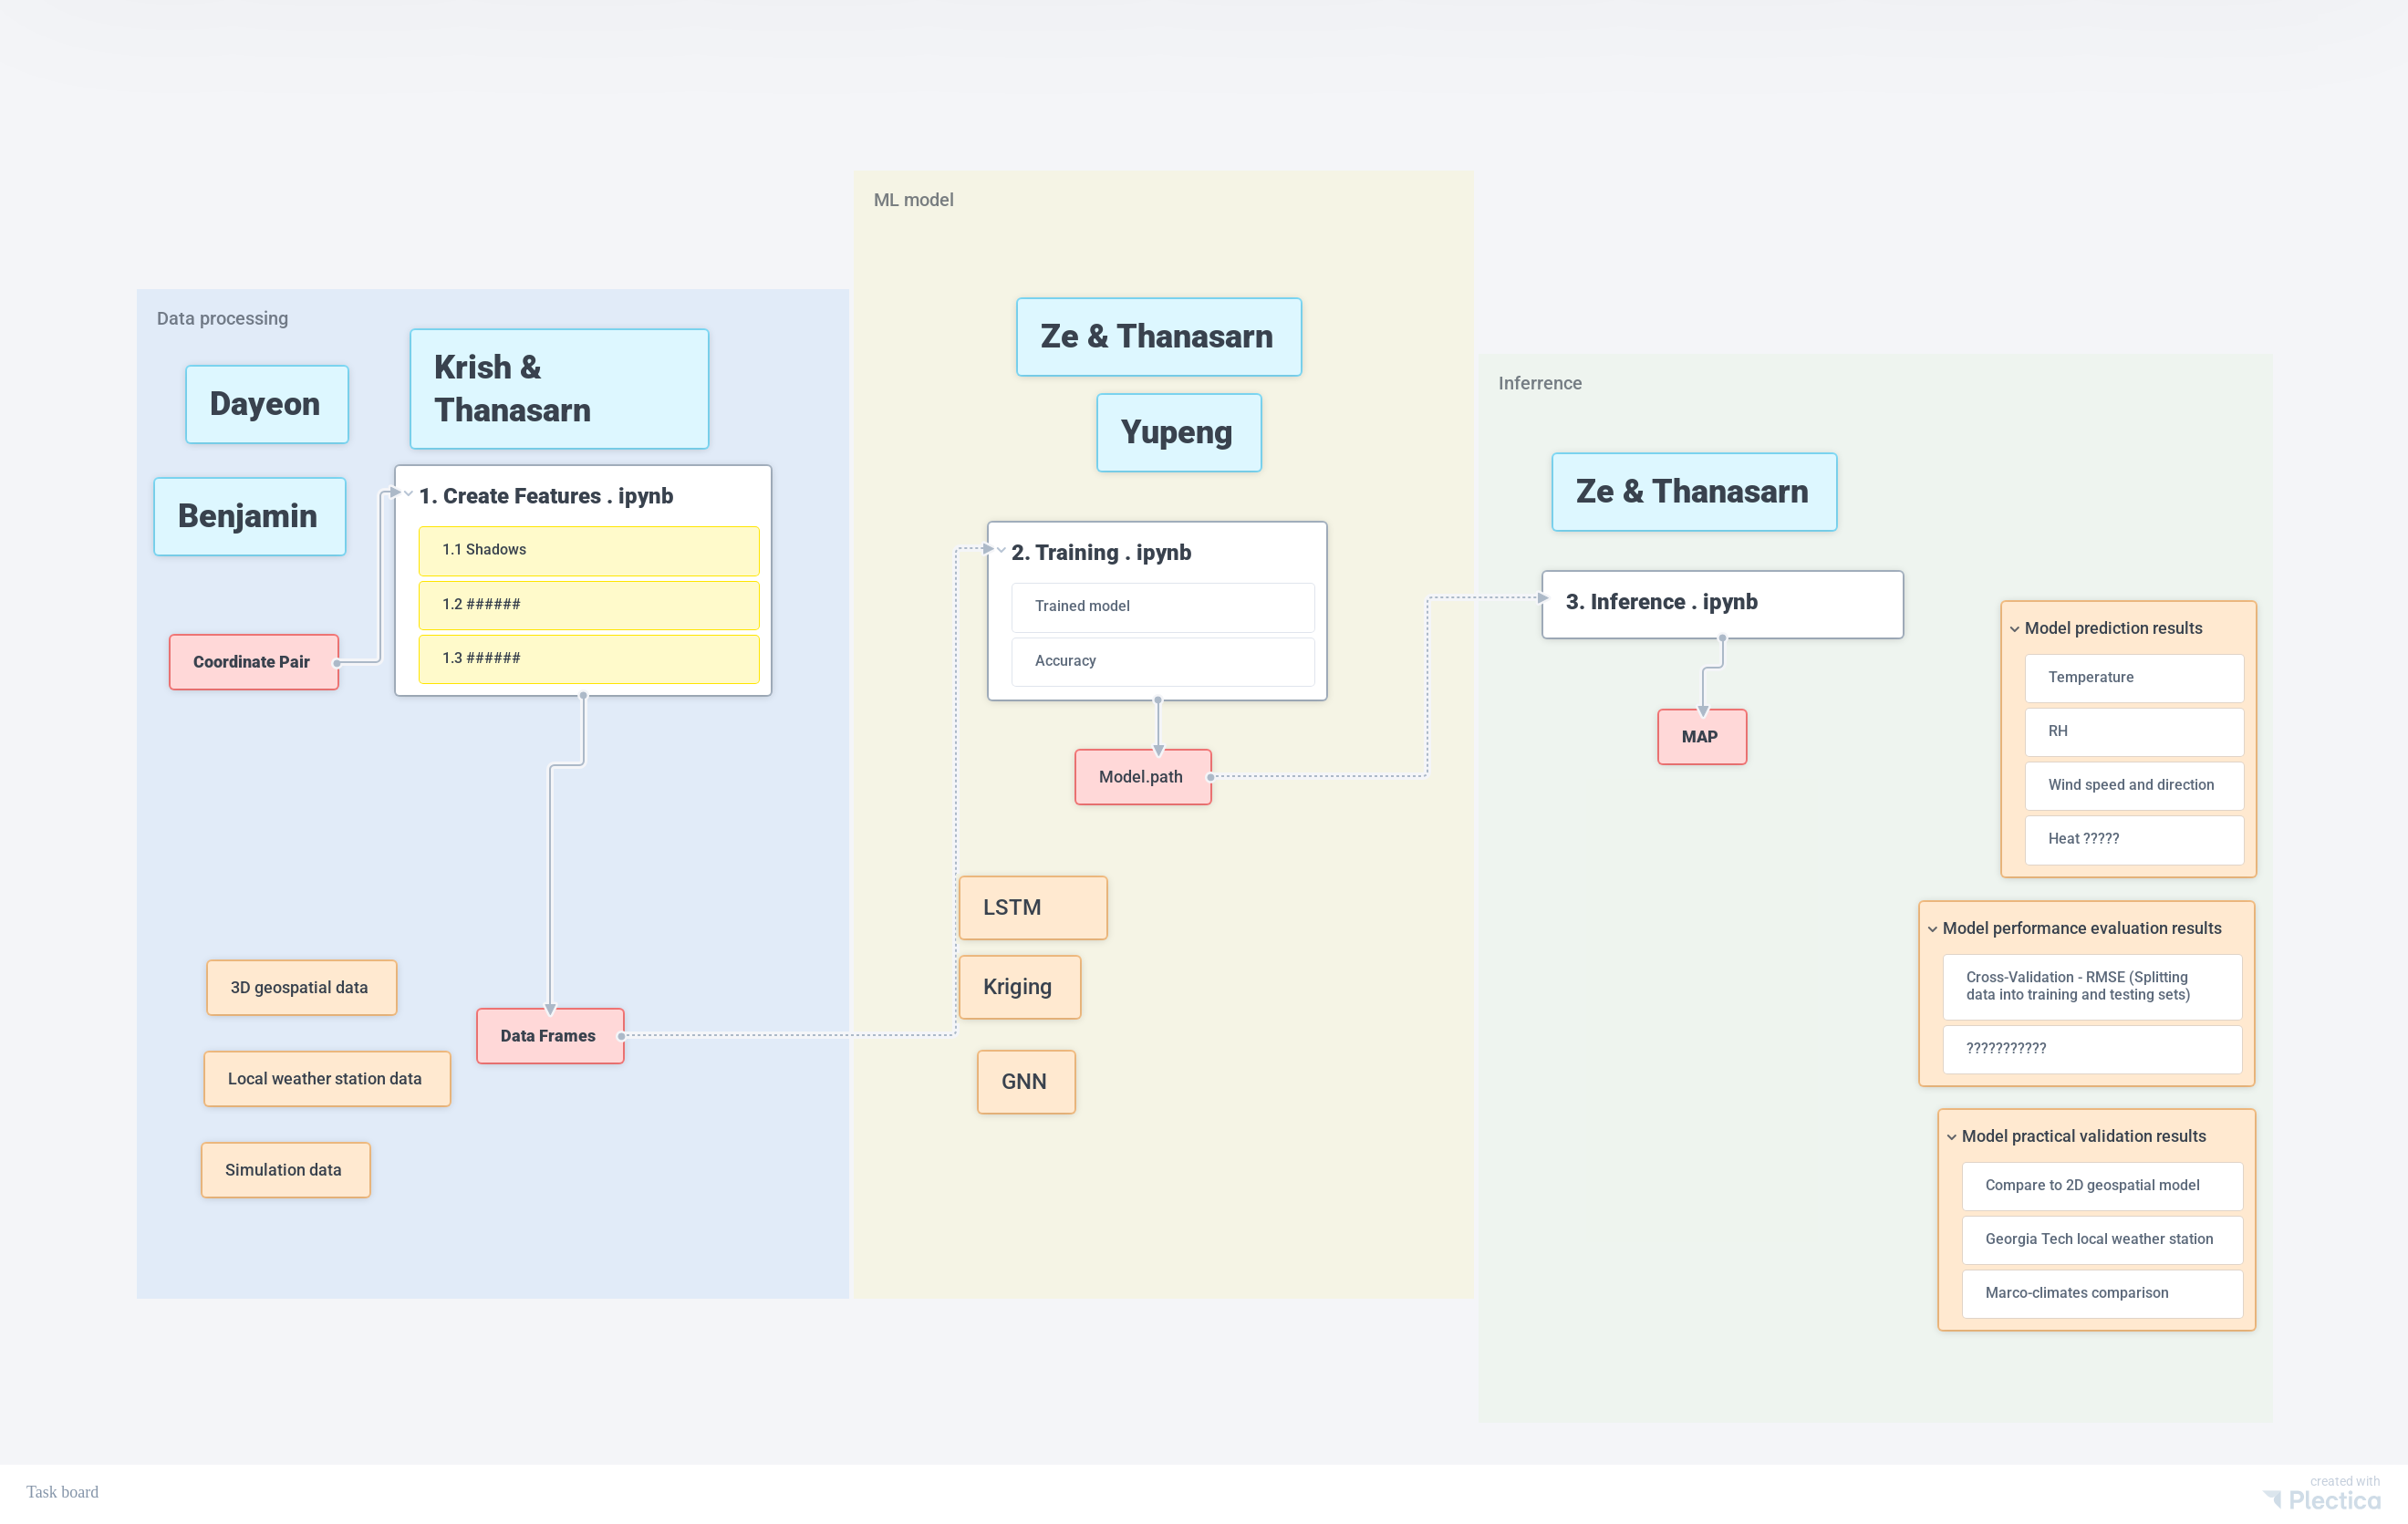 Data processing
Dayeon
Krish &
Thanasarn
Benjamin
1. Create Features . ipynb
1.1 Shadows
1.2 ######
1.3 ######
Coordinate Pair
3D geospatial data
Data Frames
Local weather station data
Simulation data
ML model
Ze & Thanasarn
Yupeng
2. Training . ipynb
Trained model
Accuracy
Model.path
LSTM
Kriging
GNN
Inferrence
Ze & Thanasarn
3. Inference . ipynb
MAP
Model prediction results
Temperature
RH
Wind speed and direction
Heat ?????
Model performance evaluation results
Cross-Validation - RMSE (Splitting
data into training and testing sets)
???????????
Model practical validation results
Compare to 2D geospatial model
Georgia Tech local weather station
Marco-climates comparison
Task board
created with
Plectica